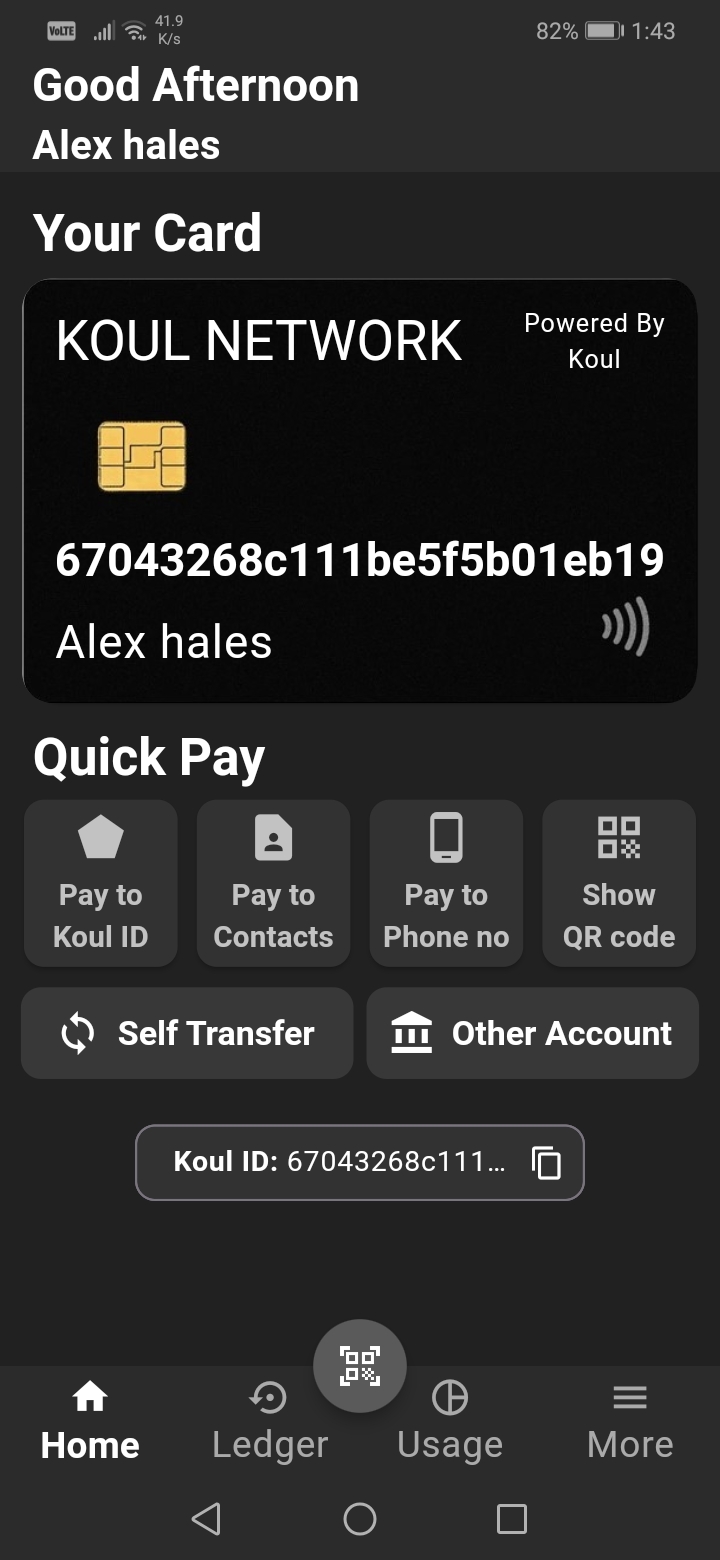 VoLTE 41.9 K/s 82% 1:43
Good Afternoon
Alex hales
Your Card
KOUL NETWORK
Powered By
Koul
67043268c111be5f5b01eb19
Alex hales
Quick Pay
Pay to
Koul ID
Pay to
Contacts
Pay to
Phone no
Show
QR code
Self Transfer
Other Account
Koul ID: 67043268c111...
Home
Ledger
Usage
More